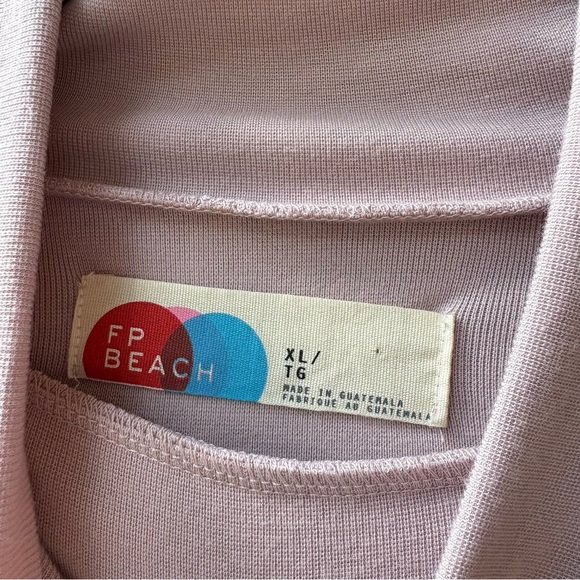 FP
BEACH
XL/
TG
MADE IN GUATEMALA
FABRIQUE AU GUATEMALA